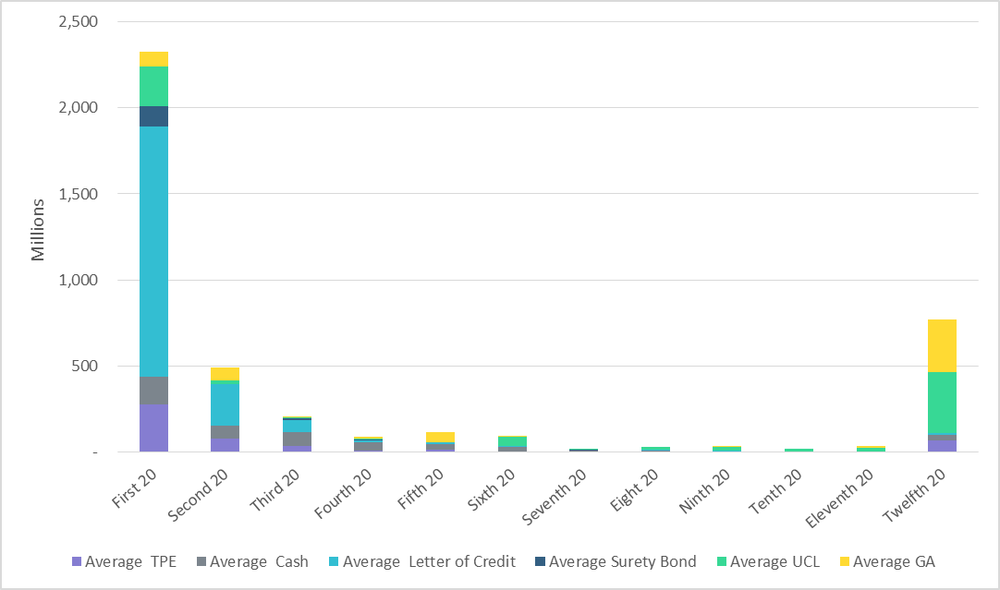 2,500
2,000
1,500
1,000
500
-
Millions
First 20
Second 20
Third 20
Fourth 20
Fifth 20
Sixth 20
Seventh 20
Eight 20
Ninth 20
Tenth 20
Eleventh 20
Twelfth 20
Average TPE
Average Cash
Average Letter of Credit
Average Surety Bond
Average UCL
Average GA